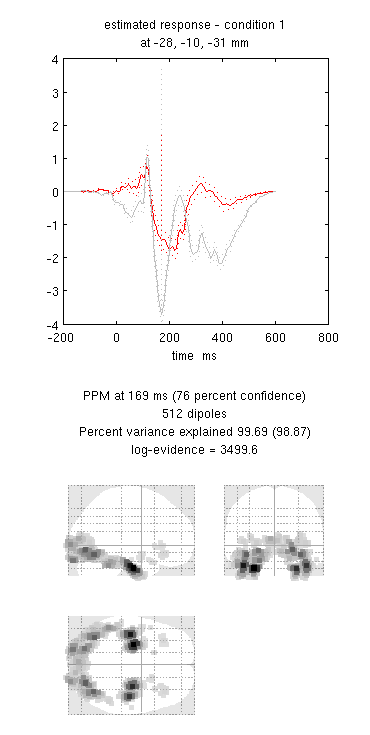 estimated response - condition 1
at -28, -10, -31 mm
4
3
2
1
0
-1
-2
-3
-4
-200 0 200 400 600 800
time ms
PPM at 169 ms (76 percent confidence)
512 dipoles
Percent variance explained 99.69 (98.87)
log-evidence = 3499.6